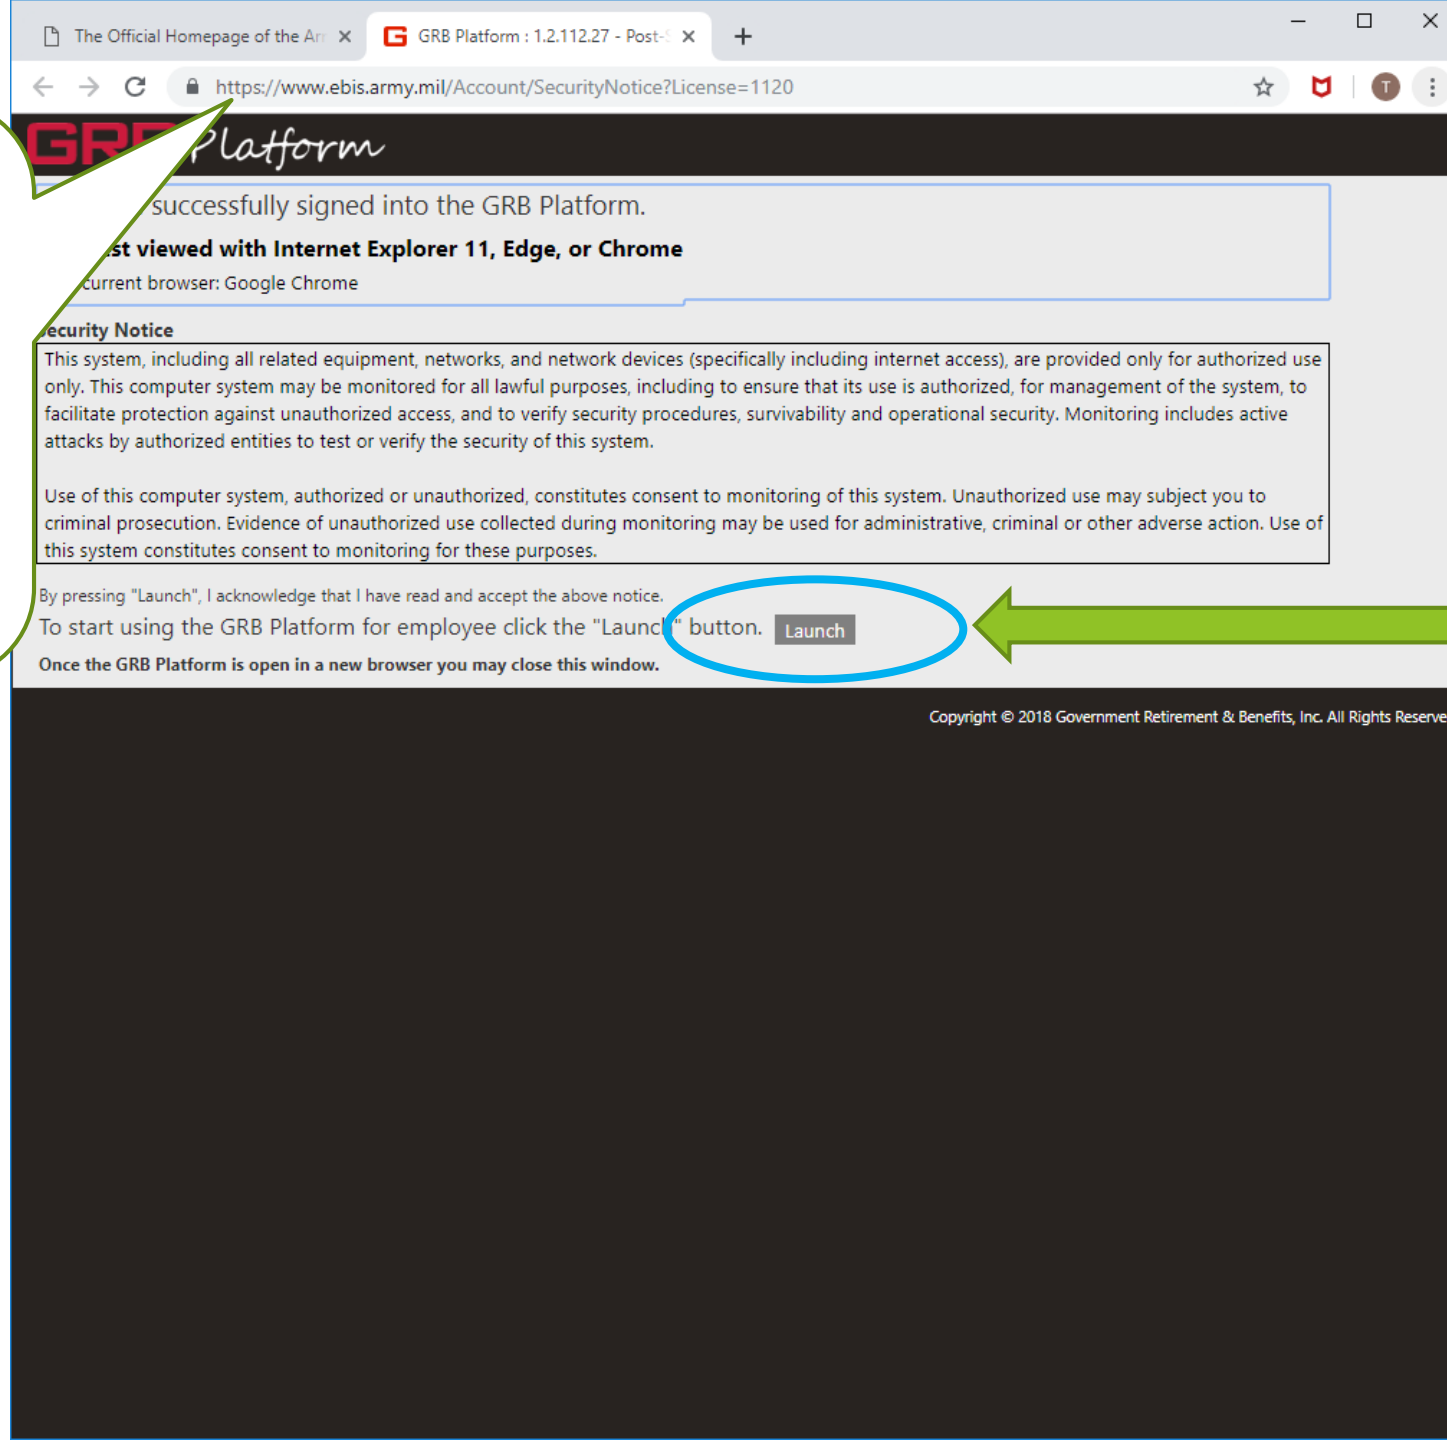 The Official Homepage of the Ar
GRB Platform : 1.2.112.27 - Post-
https://www.ebis.army.mil/Account/SecurityNotice?License=1120
T
Platform
successfully signed into the GRB Platform.
viewed with Internet Explorer 11, Edge, or Chrome
current browser: Google Chrome
Security Notice
This system, including all related equipment, networks, and network devices (specifically including internet access), are provided only for authorized use
only. This computer system may be monitored for all lawful purposes, including to ensure that its use is authorized, for management of the system, to
facilitate protection against unauthorized access, and to verify security procedures, survivability and operational security. Monitoring includes active
attacks by authorized entities to test or verify the security of this system.
Use of this computer system, authorized or unauthorized, constitutes consent to monitoring of this system. Unauthorized use may subject you to
criminal prosecution. Evidence of unauthorized use collected during monitoring may be used for administrative, criminal or other adverse action. Use of
this system constitutes consent to monitoring for these purposes.
By pressing "Launch", I acknowledge that I have read and accept the above notice.
To start using the GRB Platform for employee click the "Launch" button. Launch
Once the GRB Platform is open in a new browser you may close this window.
Copyright © 2018 Government Retirement & Benefits, Inc. All Rights Reserve